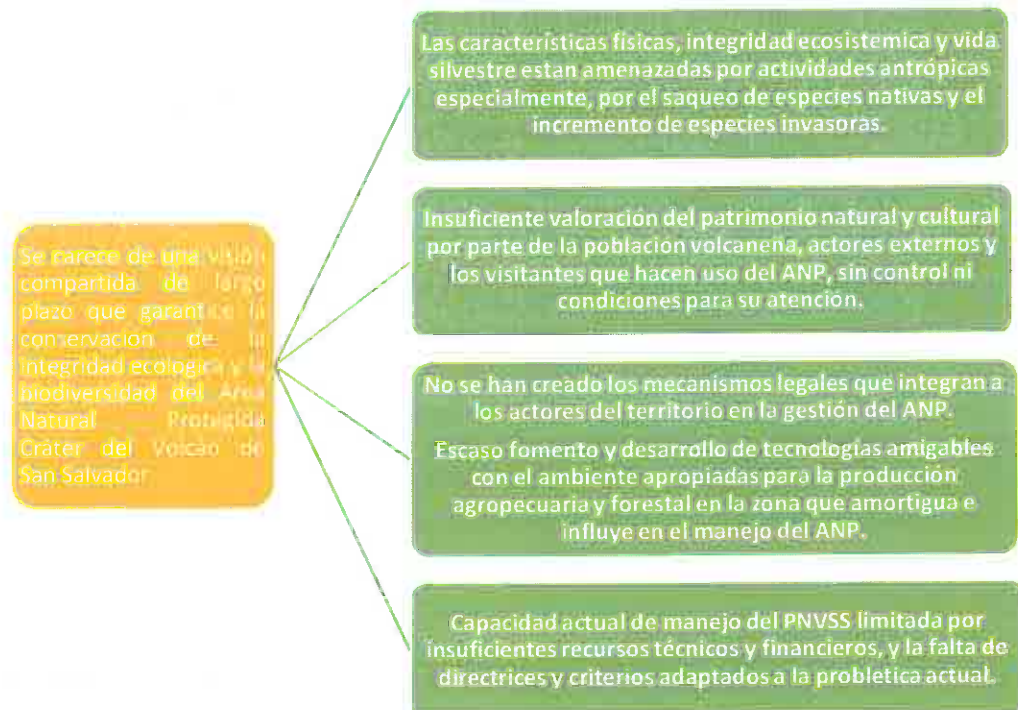 Se carece de una visión
compartida de largo
plazo que garantice la
conservación de la
integridad ecológica y la
biodiversidad del Área
Natural Protegida
Cráter del Volcán de
San Salvador
Las características físicas, integridad ecosistemica y vida
silvestre estan amenazadas por actividades antrópicas
especialmente, por el saqueo de especies nativas y el
incremento de especies invasoras.
Insuficiente valoración del patrimonio natural y cultural
por parte de la población volcaneña, actores externos y
los visitantes que hacen uso del ANP, sin control ni
condiciones para su atención.
No se han creado los mecanismos legales que integran a
los actores del territorio en la gestión del ANP.
Escaso fomento y desarrollo de tecnologías amigables
con el ambiente apropiadas para la producción
agropecuaria y forestal en la zona que amortigua e
influye en el manejo del ANP.
Capacidad actual de manejo del PNVSS limitada por
insuficientes recursos técnicos y financieros, y la falta de
directrices y criterios adaptados a la probletica actual.